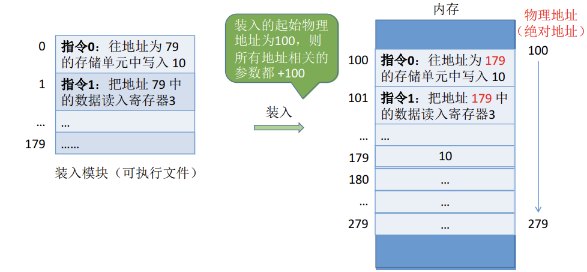 装入的起始物理
地址为100，则
所有地址相关的
参数都 +100
内存
物理地址
（绝对地址）
0
指令0：往地址为 79
的存储单元中写入 10
1
指令1：把地址 79 中
的数据读入寄存器3
...
...
179
......
装入模块（可执行文件）
装入
100
指令0：往地址为 179
的存储单元中写入 10
101
指令1：把地址 179 中
的数据读入寄存器3
...
...
179
10
180
...
...
...
279
...
100
279